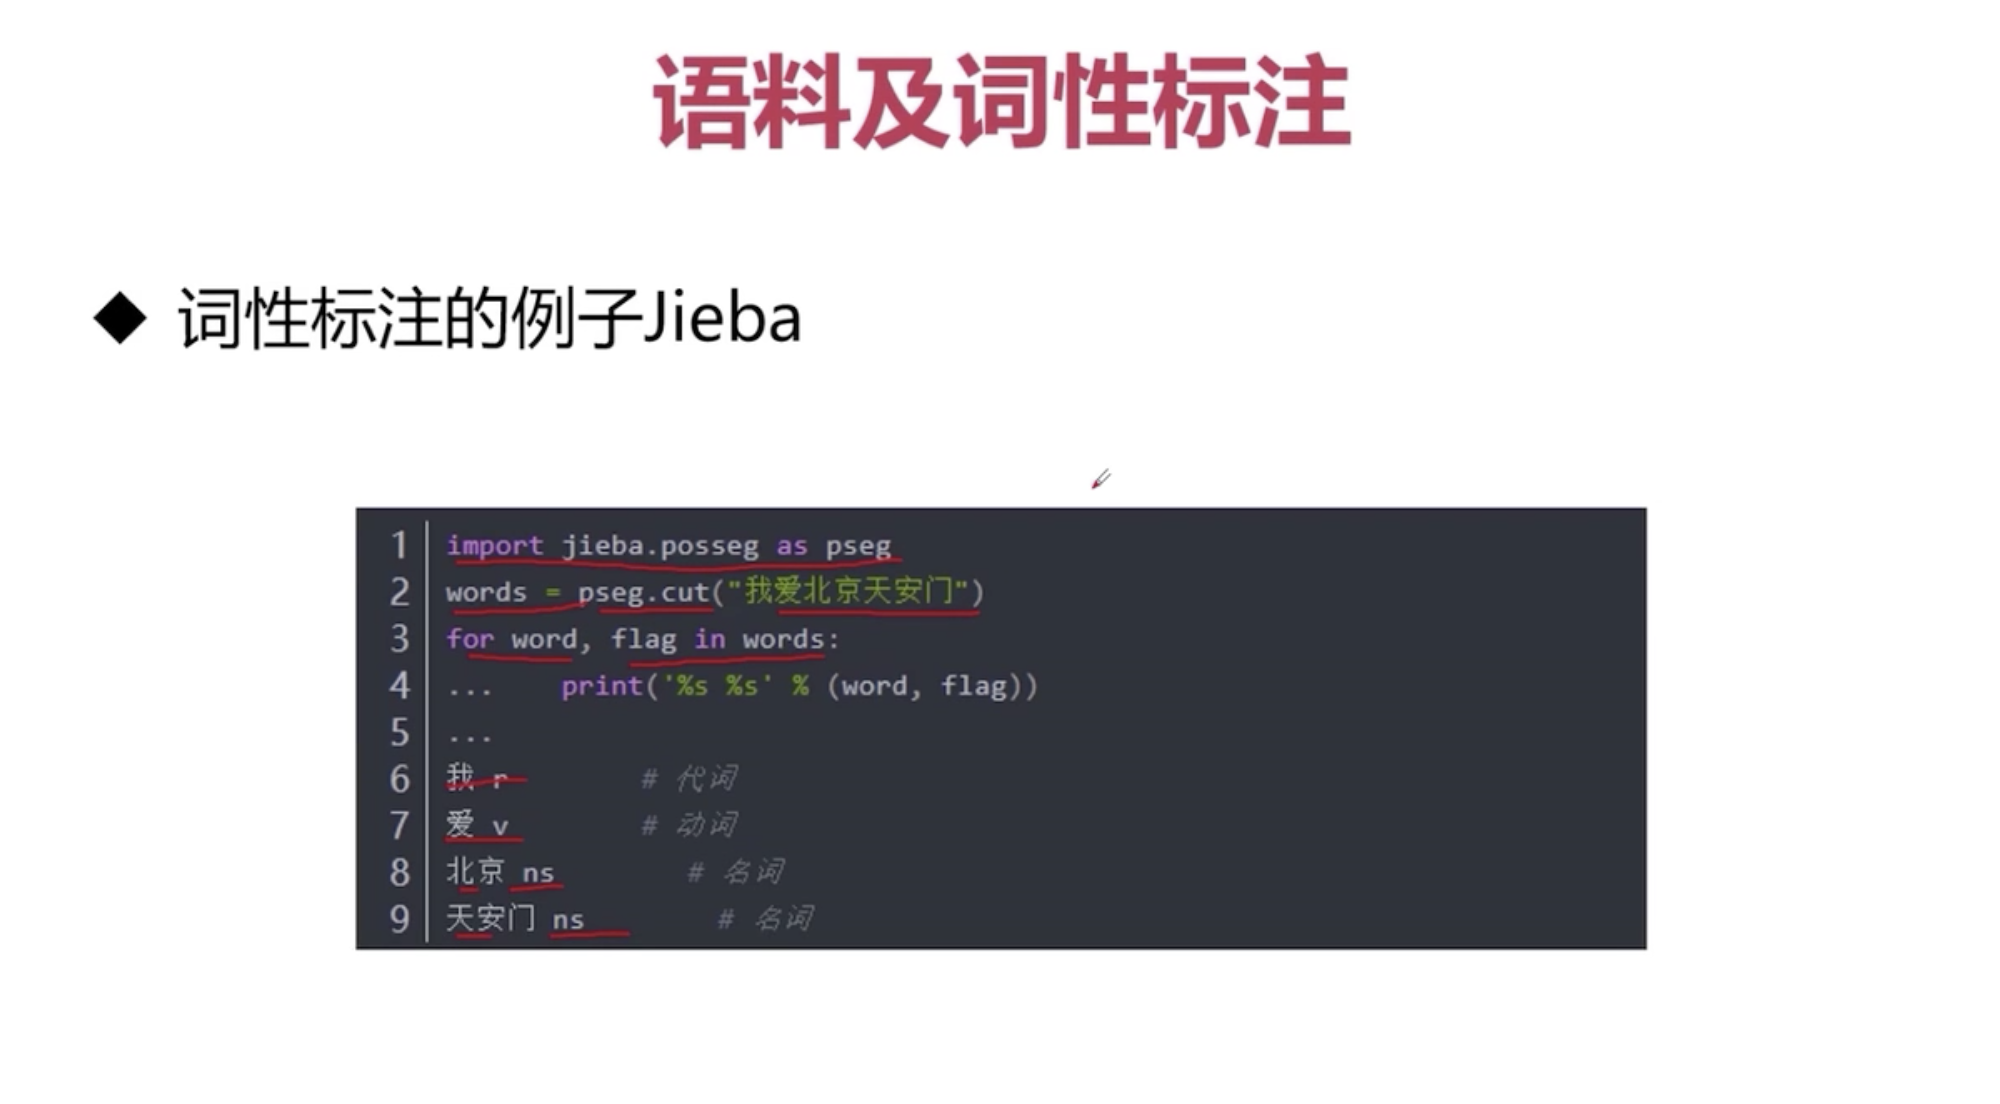 语料及词性标注
◆ 词性标注的例子Jieba
1 import jieba.posseg as pseg
2 words = pseg.cut("我爱北京天安门")
3 for word, flag in words:
4 ...    print('%s %s' % (word, flag))
5 ...
6 我 r        # 代词
7 爱 v        # 动词
8 北京 ns        # 名词
9 天安门 ns        # 名词